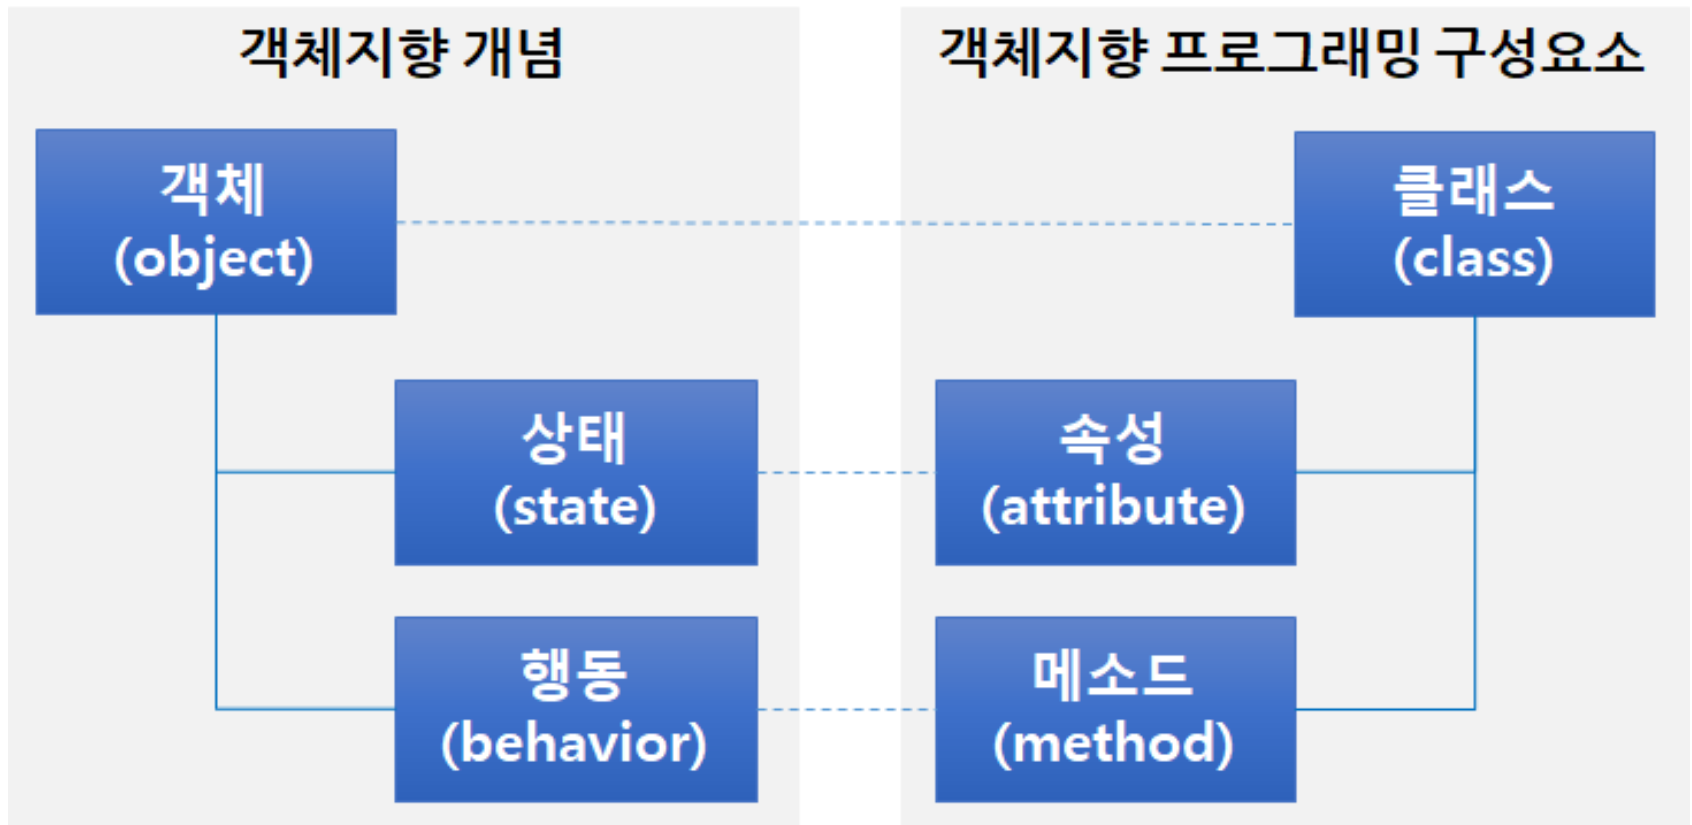 객체지향 개념
객체지향 프로그래밍 구성요소
객체
(object)
클래스
(class)
상태
(state)
속성
(attribute)
행동
(behavior)
메소드
(method)